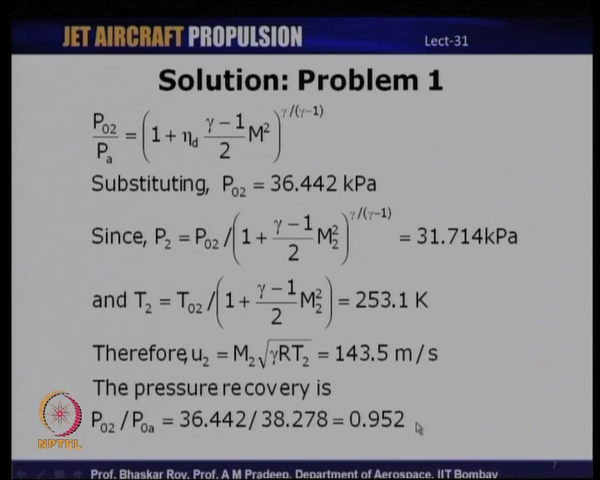 JET AIRCRAFT PROPULSION
Lect-31
Solution: Problem 1
P₀₂/Pₐ = (1 + η_d (γ−1)/2 M²)^(γ/(γ−1))
Substituting, P₀₂ = 36.442 kPa
Since, P₂ = P₀₂/(1 + (γ−1)/2 M₂²)^(γ/(γ−1)) = 31.714kPa
and T₂ = T₀₂/(1 + (γ−1)/2 M₂²) = 253.1 K
Therefore, u₂ = M₂√(γRT₂) = 143.5 m/s
The pressure recovery is
P₀₂/P₀ₐ = 36.442/38.278 = 0.952
NPTEL
7
Prof. Bhaskar Roy, Prof. A M Pradeep, Department of Aerospace, IIT Bombay